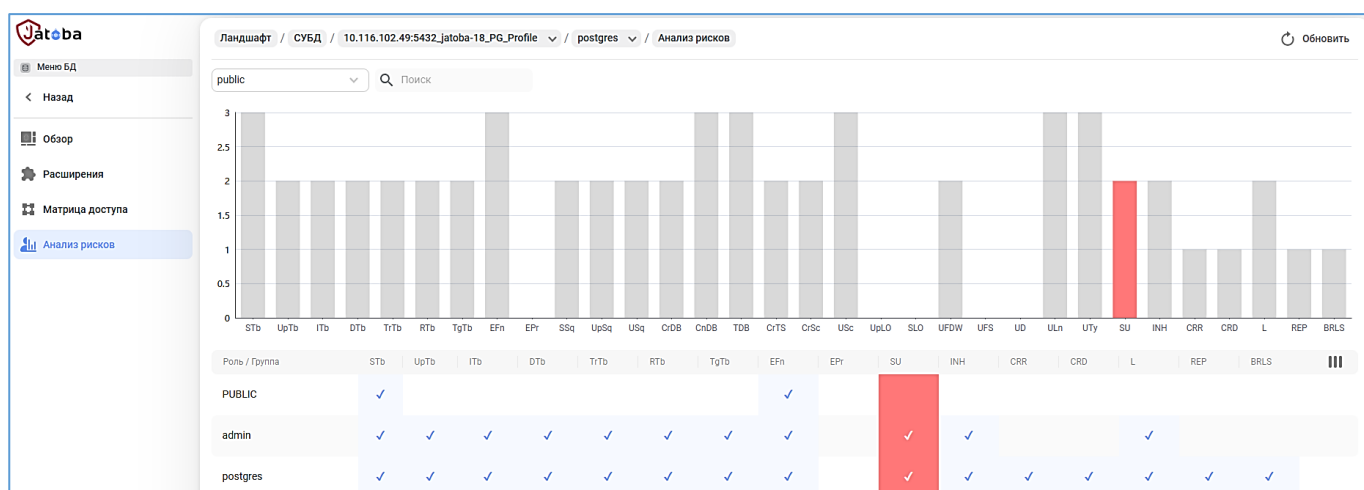 Jatoba
Меню БД
Назад
Обзор
Расширения
Матрица доступа
Анализ рисков
Ландшафт / СУБД / 10.116.102.49:5432_jatoba-18_PG_Profile / postgres / Анализ рисков
Обновить
public
Поиск
3
2.5
2
1.5
1
0.5
0
STb UpTb ITb DTb TrTb RTb TgTb EFn EPr SSq UpSq USq CrDB CnDB TDB CrTS CrSc USc UpLO SLO UFDW UFS UD ULn UTy SU INH CRR CRD L REP BRLS
Роль / Группа STb UpTb ITb DTb TrTb RTb TgTb EFn EPr SU INH CRR CRD L REP BRLS
PUBLIC ✓ ✓
admin ✓ ✓ ✓ ✓ ✓ ✓ ✓ ✓ ✓ ✓ ✓
postgres ✓ ✓ ✓ ✓ ✓ ✓ ✓ ✓ ✓ ✓ ✓ ✓ ✓ ✓ ✓